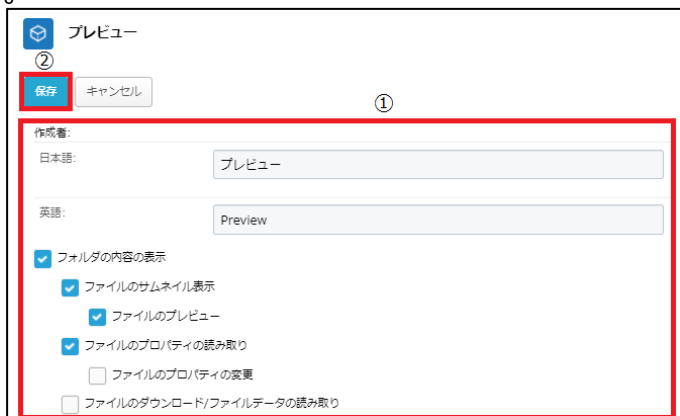 プレビュー
②
保存 キャンセル
①
作成者:
日本語: プレビュー
英語: Preview
フォルダの内容の表示
ファイルのサムネイル表示
ファイルのプレビュー
ファイルのプロパティの読み取り
ファイルのプロパティの変更
ファイルのダウンロード/ファイルデータの読み取り